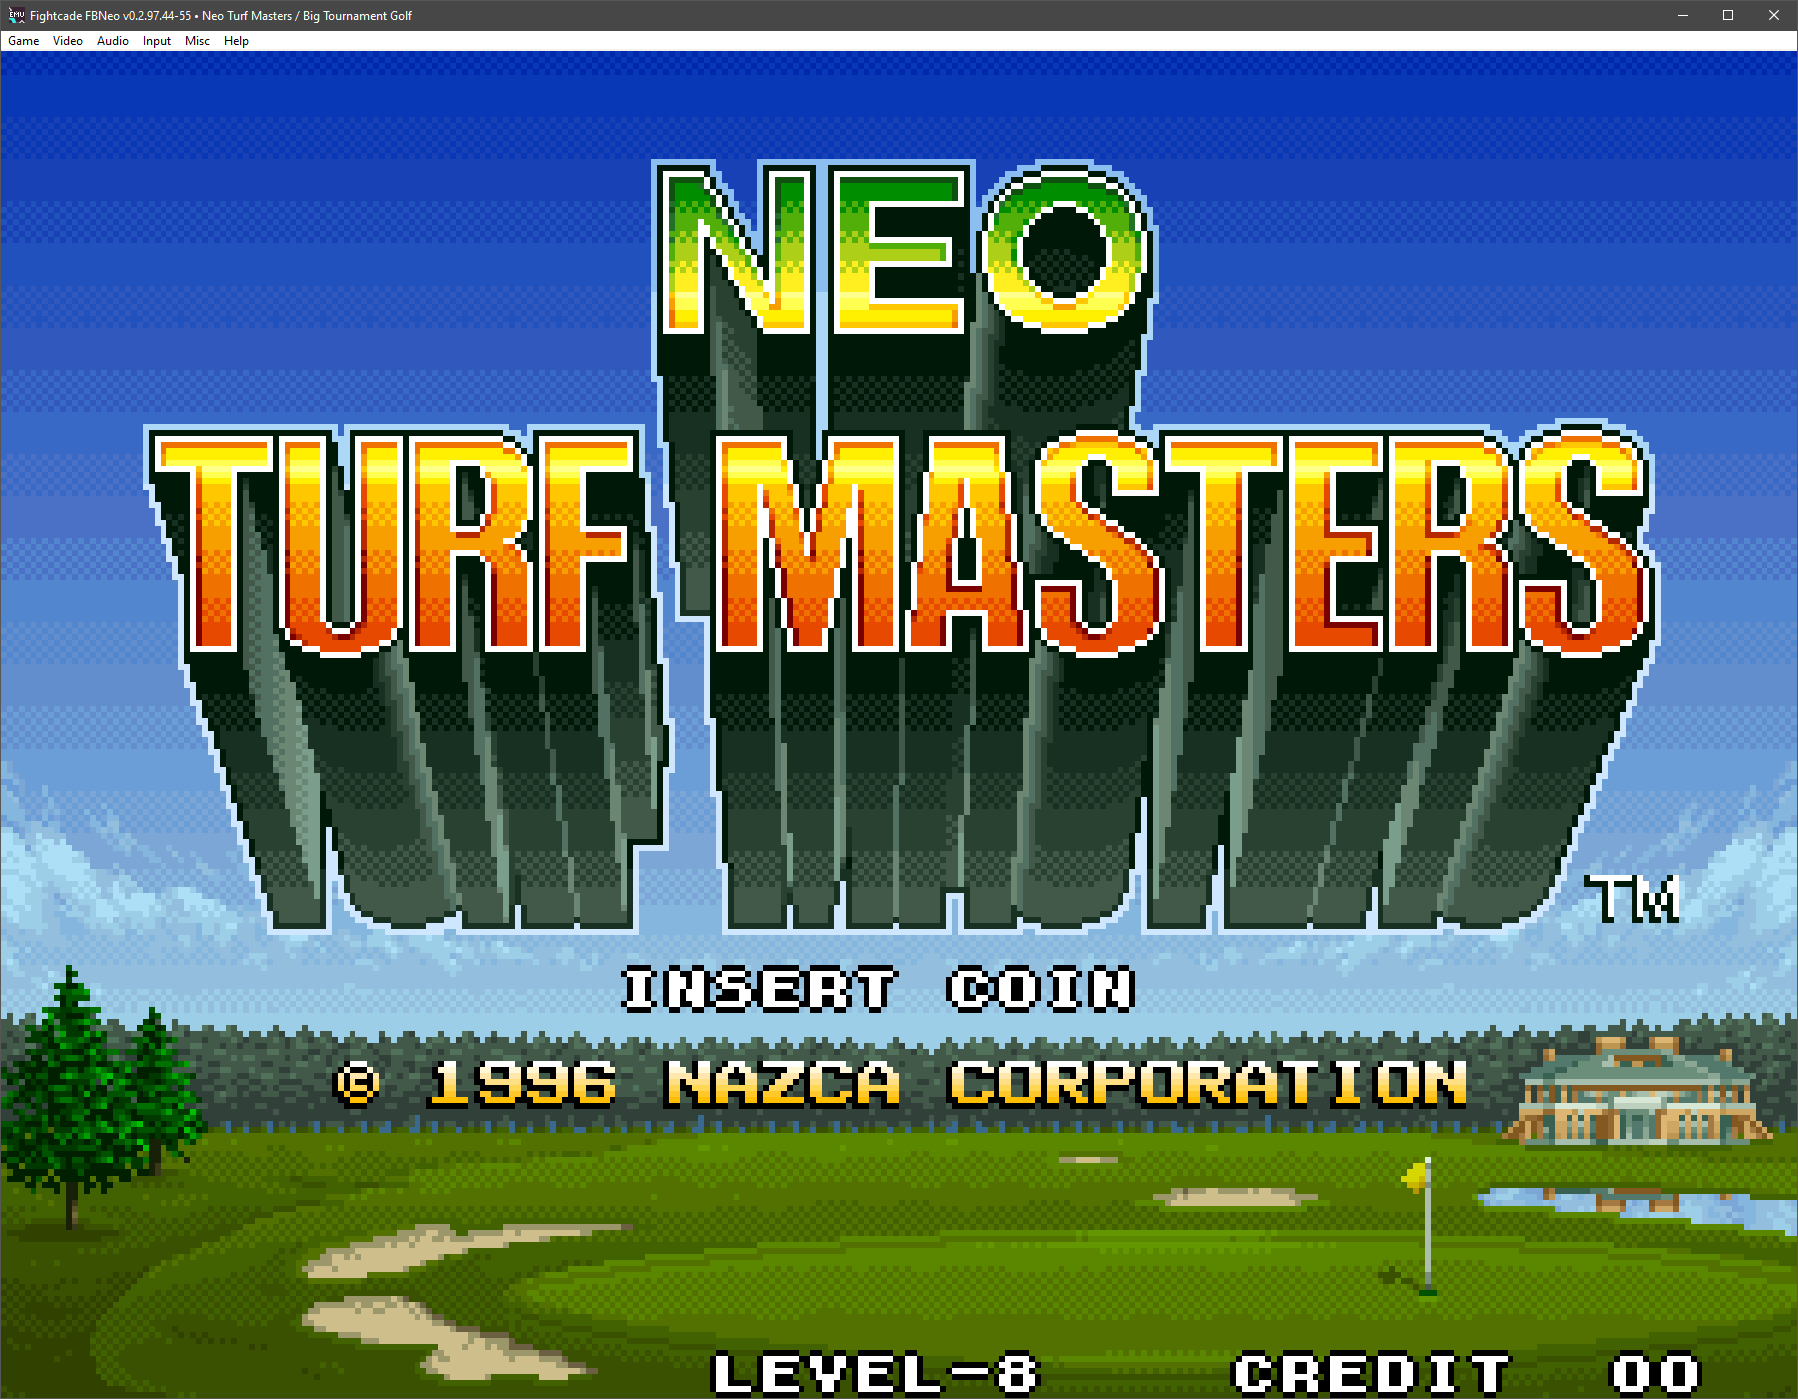 Fightcade FBNeo v0.2.97.44-55 • Neo Turf Masters / Big Tournament Golf
Game Video Audio Input Misc Help
NEO
TURF MASTERS
TM
INSERT COIN
© 1996 NAZCA CORPORATION
LEVEL-8 CREDIT 00